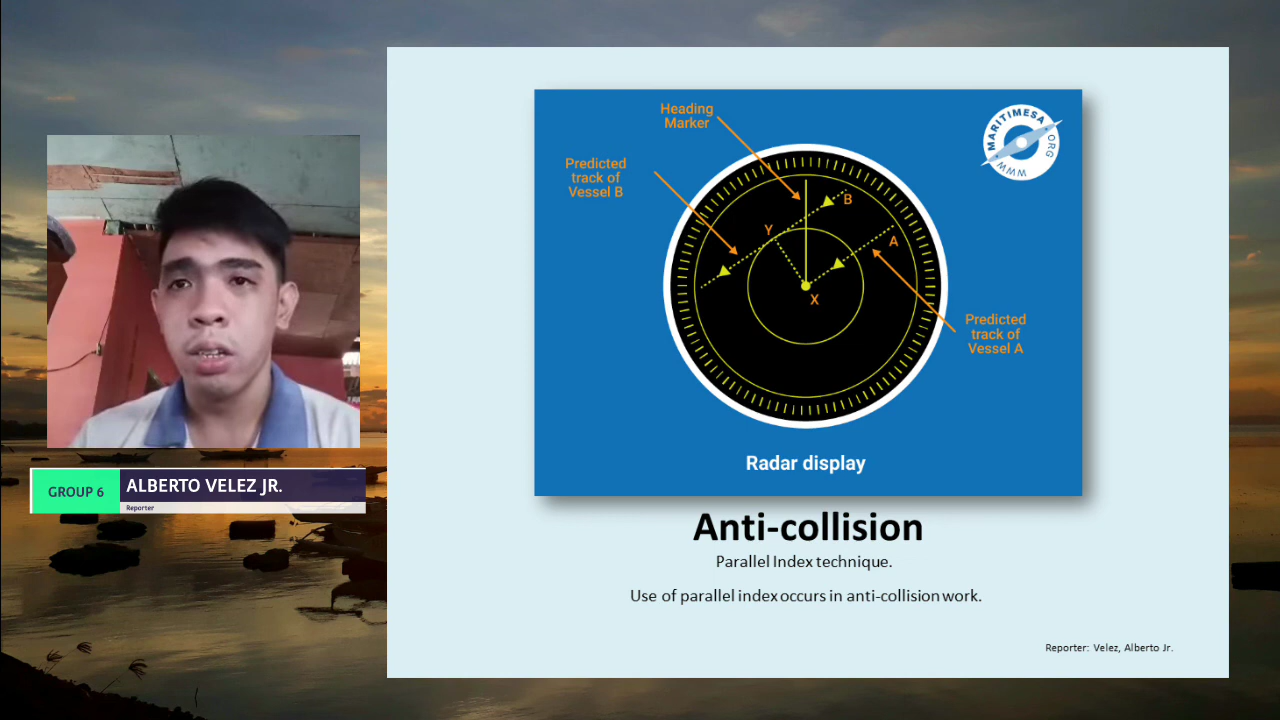 Heading
Marker
Predicted
track of
Vessel B
MARITIMESA
.ORG
WWW.
B
Y
A
X
Predicted
track of
Vessel A
Radar display
GROUP 6
ALBERTO VELEZ JR.
Reporter
Anti-collision
Parallel Index technique.
Use of parallel index occurs in anti-collision work.
Reporter: Velez, Alberto Jr.